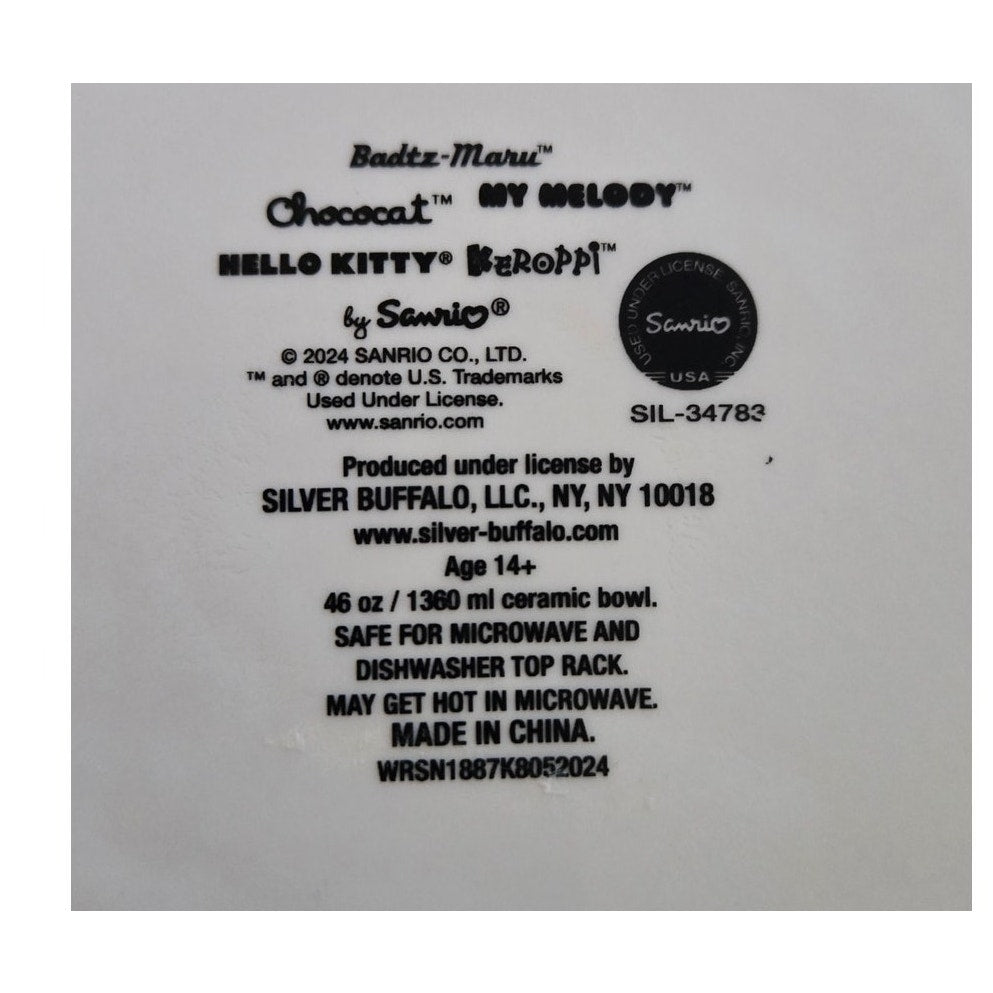 Badtz-Maru™
Chococat™ MY MELODY™
HELLO KITTY® KEROPPI™
by Sanrio®
© 2024 SANRIO CO., LTD.
™ and ® denote U.S. Trademarks
Used Under License.
www.sanrio.com
USED UNDER LICENSE SANRIO, INC.
Sanrio
USA
SIL-34783
Produced under license by
SILVER BUFFALO, LLC., NY, NY 10018
www.silver-buffalo.com
Age 14+
46 oz / 1360 ml ceramic bowl.
SAFE FOR MICROWAVE AND
DISHWASHER TOP RACK.
MAY GET HOT IN MICROWAVE.
MADE IN CHINA.
WRSN1887K8052024